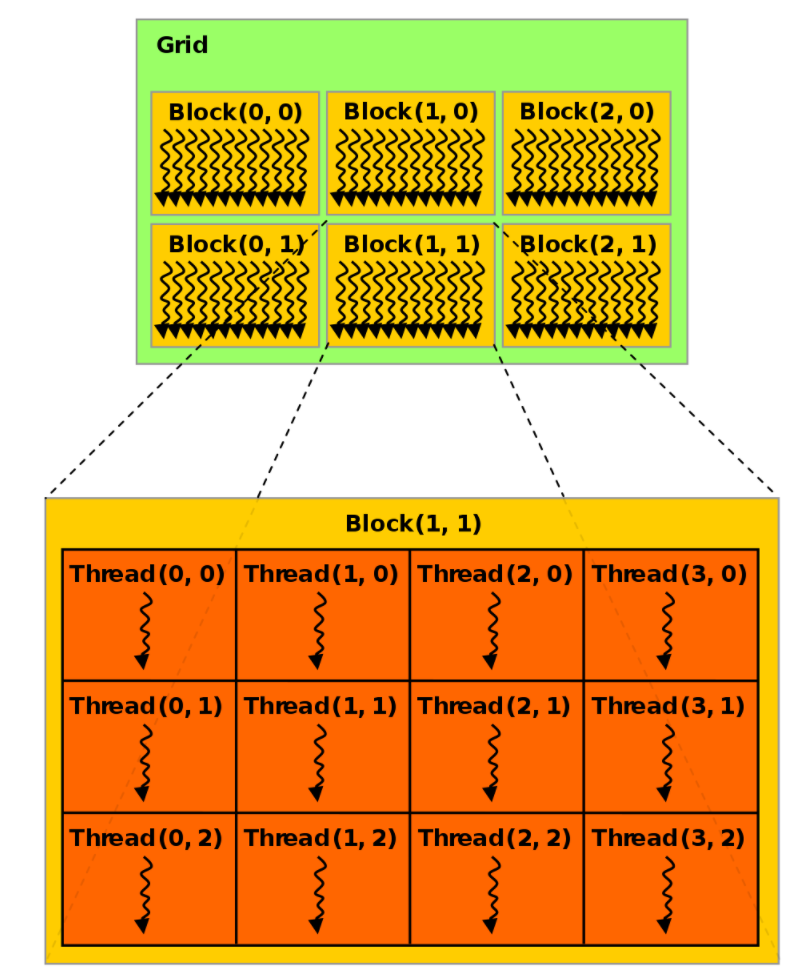 Grid
Block(0, 0) Block(1, 0) Block(2, 0)
Block(0, 1) Block(1, 1) Block(2, 1)
Block(1, 1)
Thread(0, 0) Thread(1, 0) Thread(2, 0) Thread(3, 0)
Thread(0, 1) Thread(1, 1) Thread(2, 1) Thread(3, 1)
Thread(0, 2) Thread(1, 2) Thread(2, 2) Thread(3, 2)